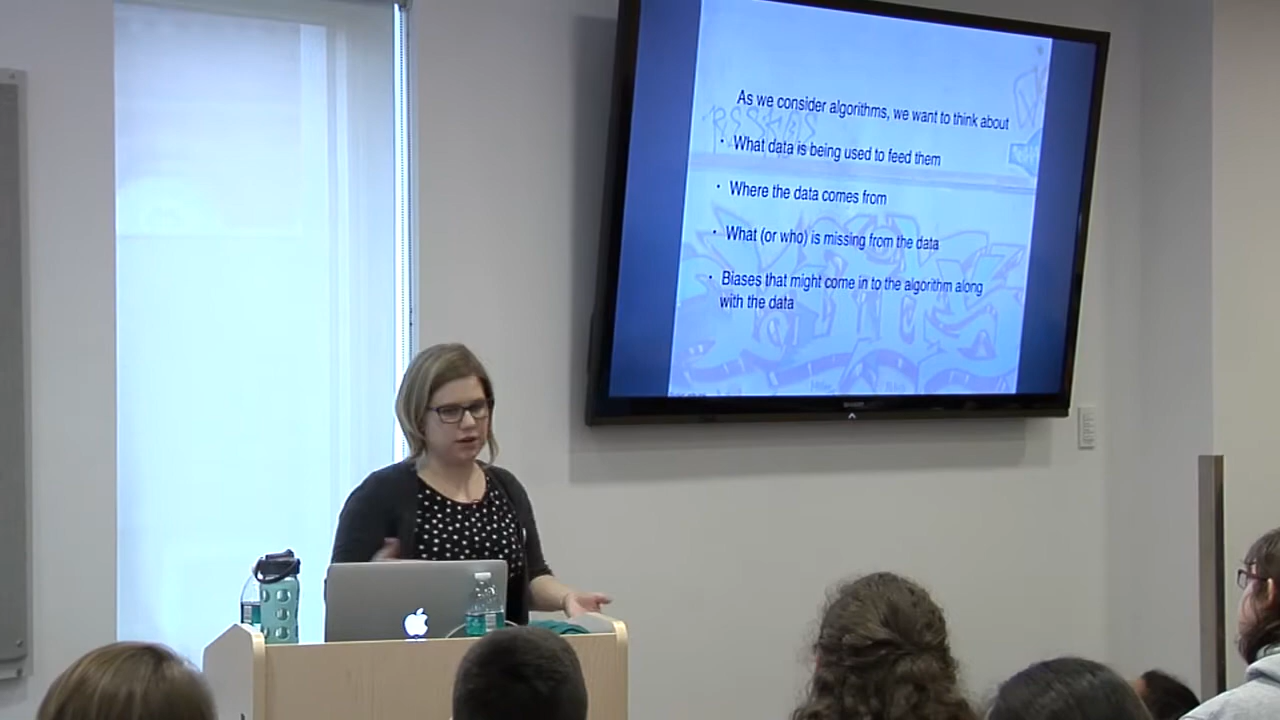 As we consider algorithms, we want to think about
· What data is being used to feed them
· Where the data comes from
· What (or who) is missing from the data
· Biases that might come in to the algorithm along
with the data
SHARP